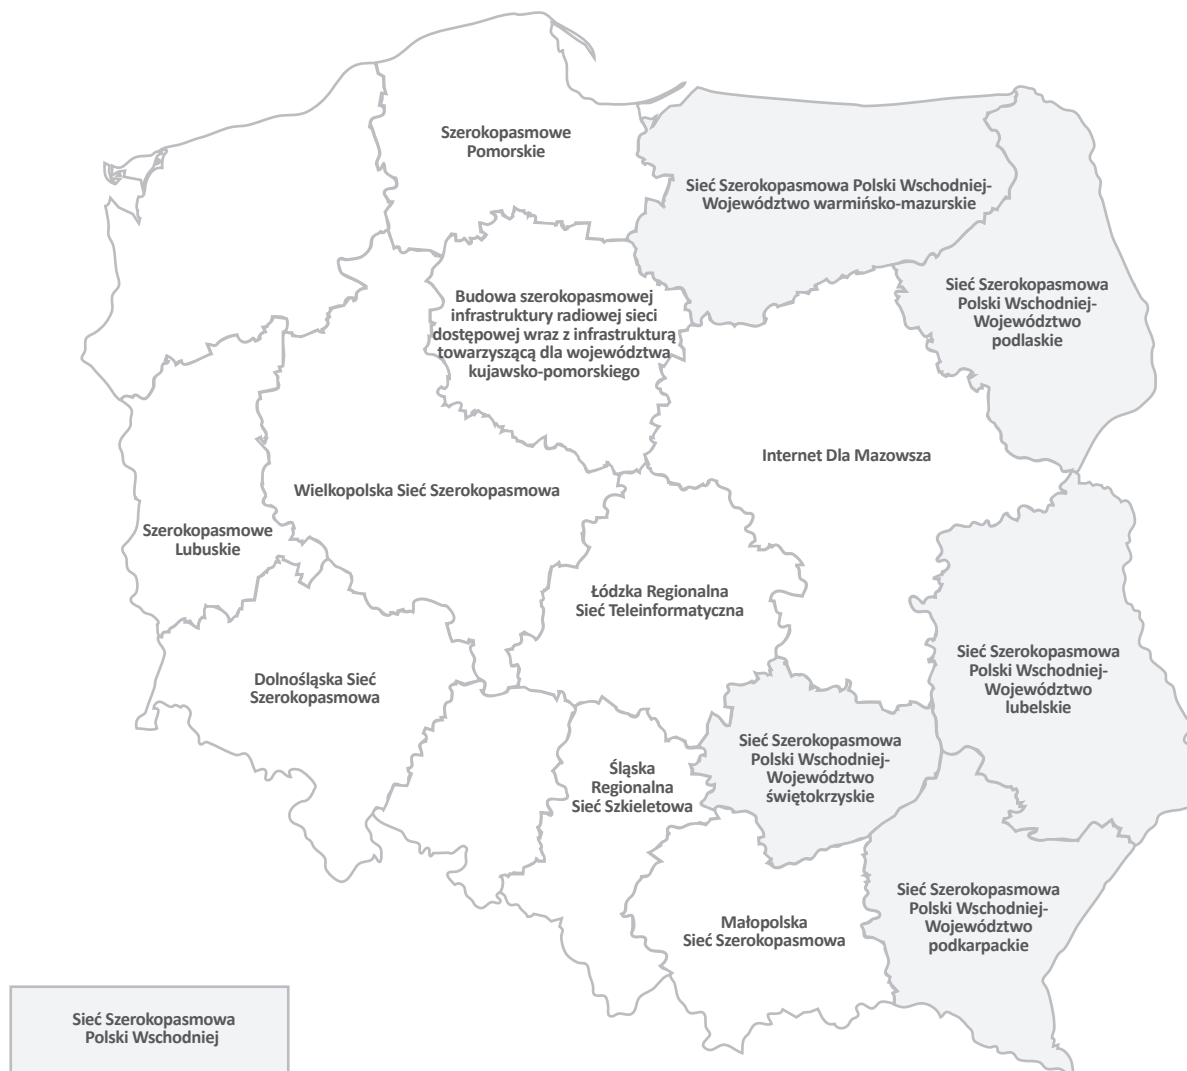 Szerokopasmowe
Pomorskie
Sieć Szerokopasmowa Polski Wschodniej-
Województwo warmińsko-mazurskie
Sieć Szerokopasmowa
Polski Wschodniej-
Województwo
podlaskie
Budowa szerokopasmowej
infrastruktury radiowej sieci
dostępowej wraz z infrastrukturą
towarzyszącą dla województwa
kujawsko-pomorskiego
Internet Dla Mazowsza
Wielkopolska Sieć Szerokopasmowa
Szerokopasmowe
Lubuskie
Łódzka Regionalna
Sieć Teleinformatyczna
Dolnośląska Sieć
Szerokopasmowa
Sieć Szerokopasmowa
Polski Wschodniej-
Województwo
lubelskie
Sieć Szerokopasmowa
Polski Wschodniej-
Województwo
świętokrzyskie
Śląska
Regionalna
Sieć Szkieletowa
Sieć Szerokopasmowa
Polski Wschodniej-
Województwo
podkarpackie
Małopolska
Sieć Szerokopasmowa
Sieć Szerokopasmowa
Polski Wschodniej